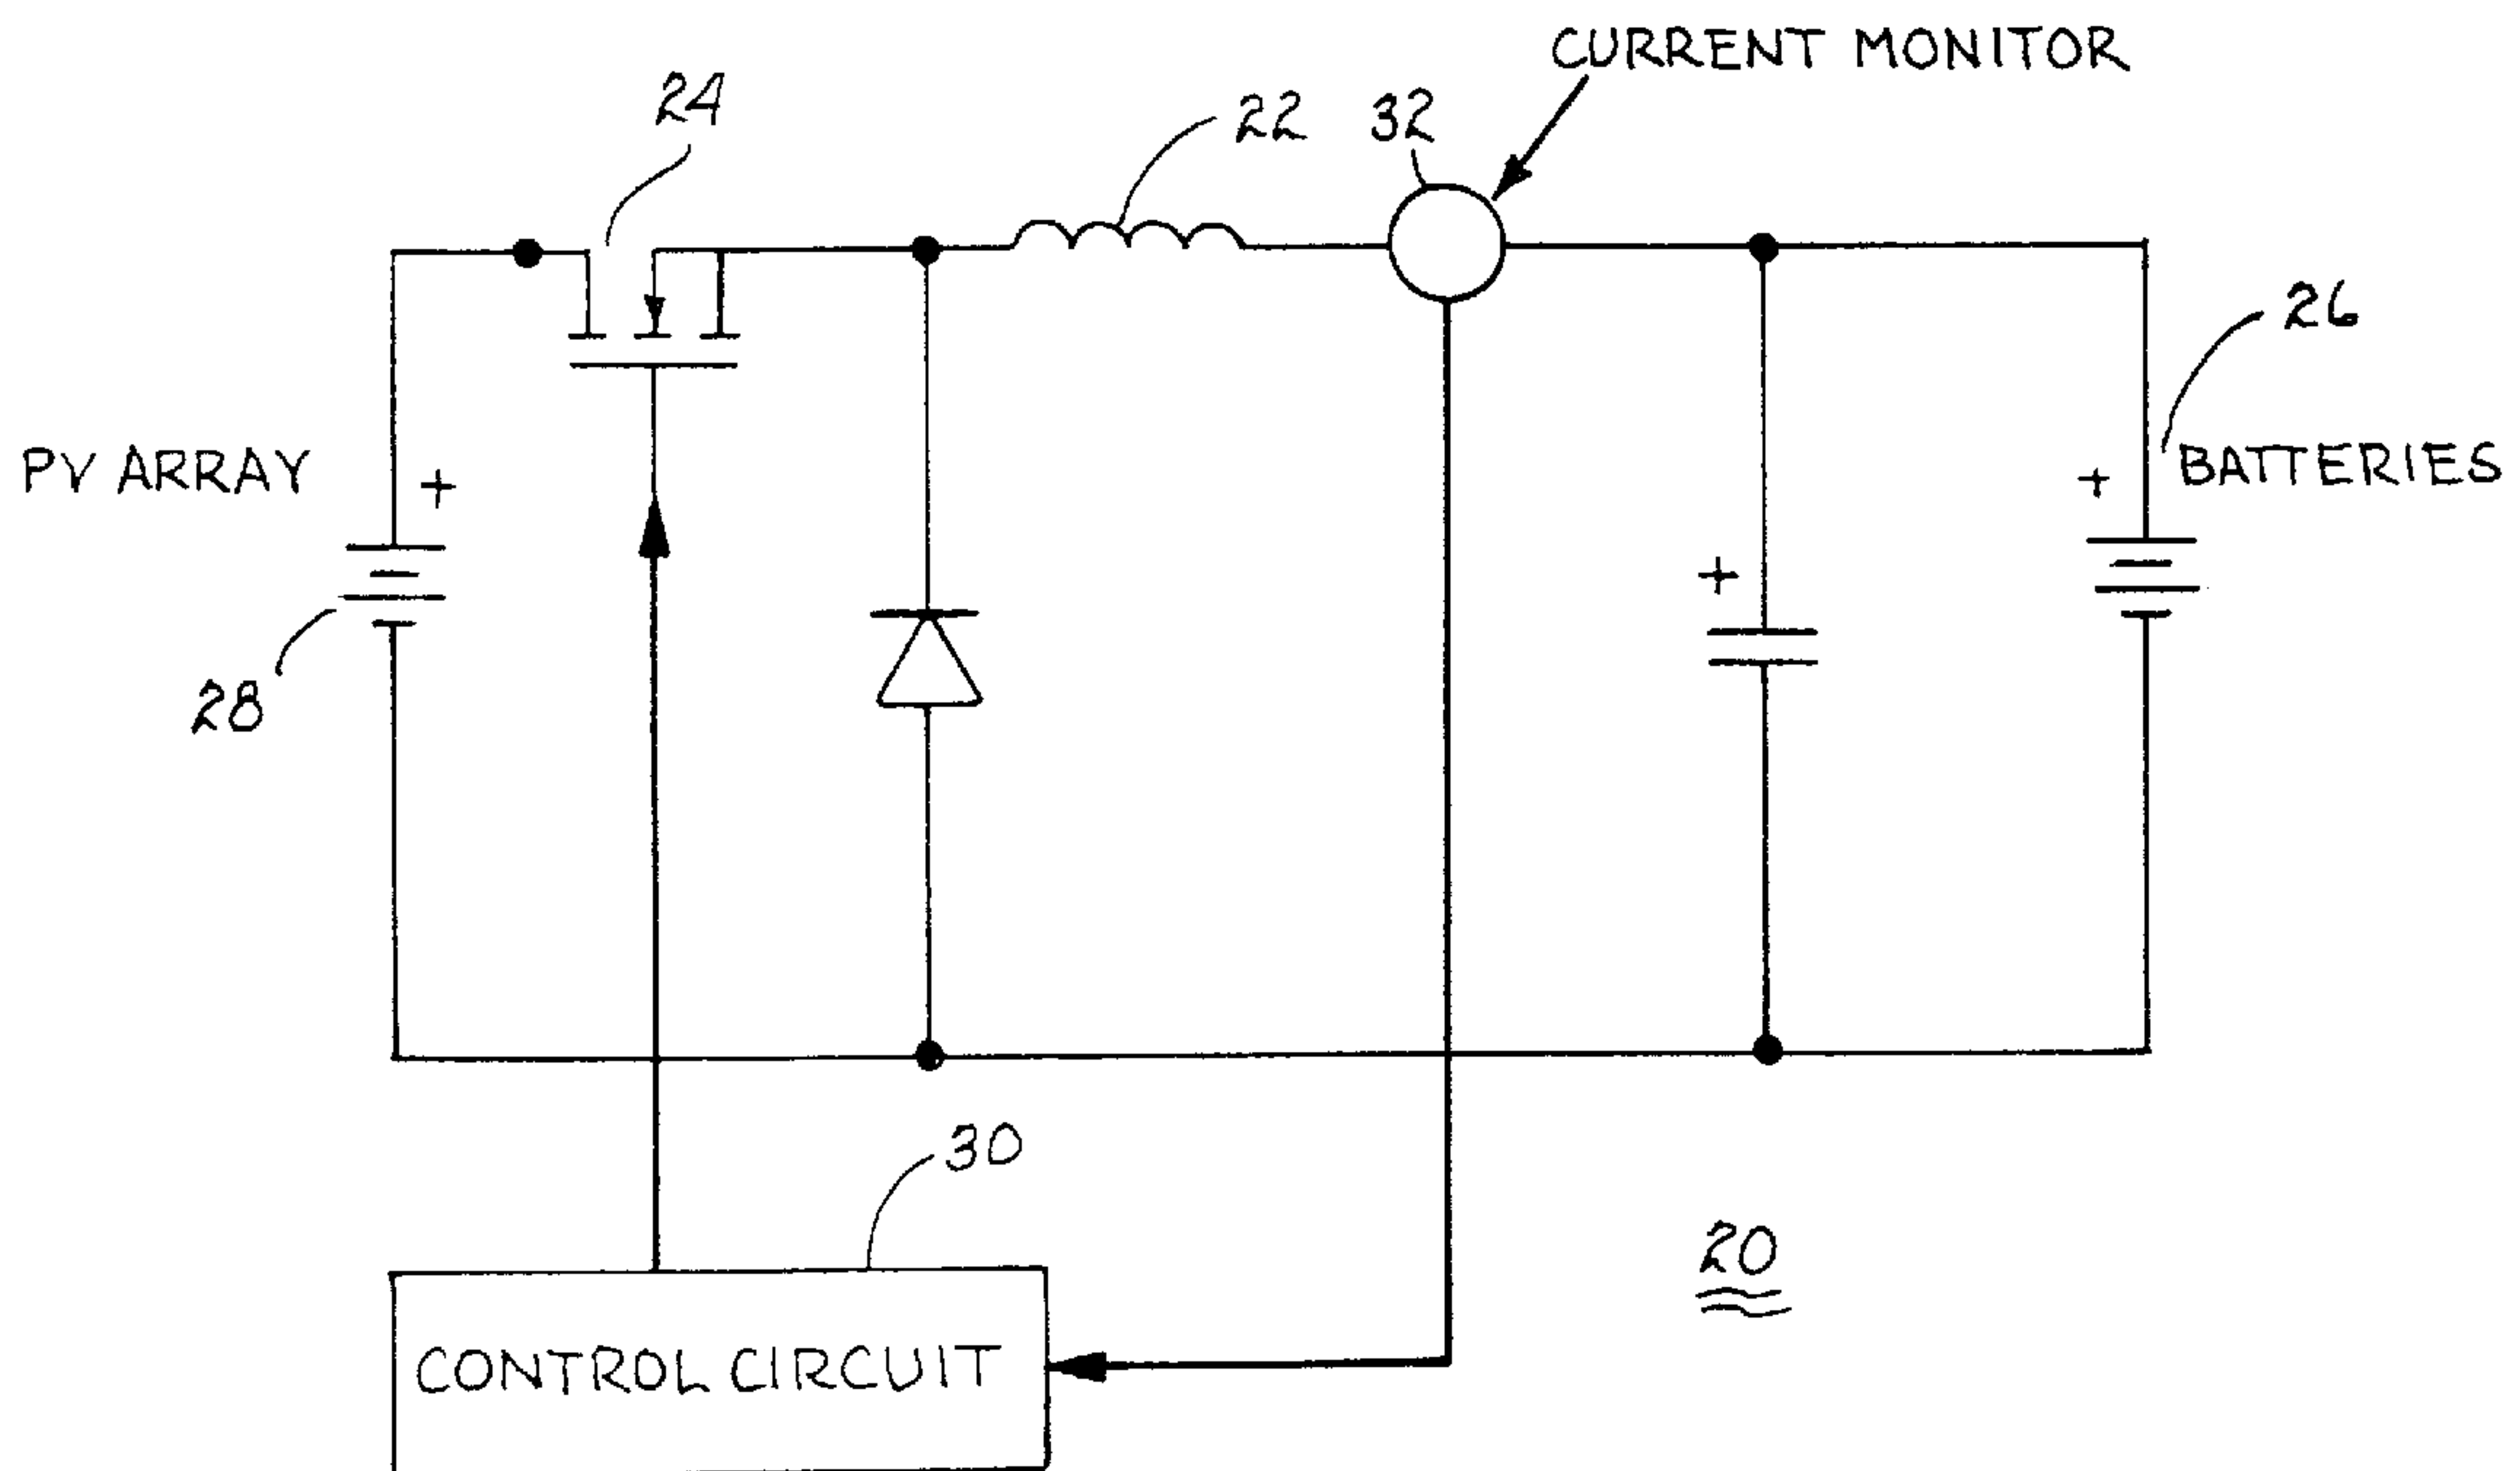 CURRENT MONITOR
24
22
32
26
PV ARRAY
+
+
BATTERIES
+
28
30
20
CONTROL CIRCUIT